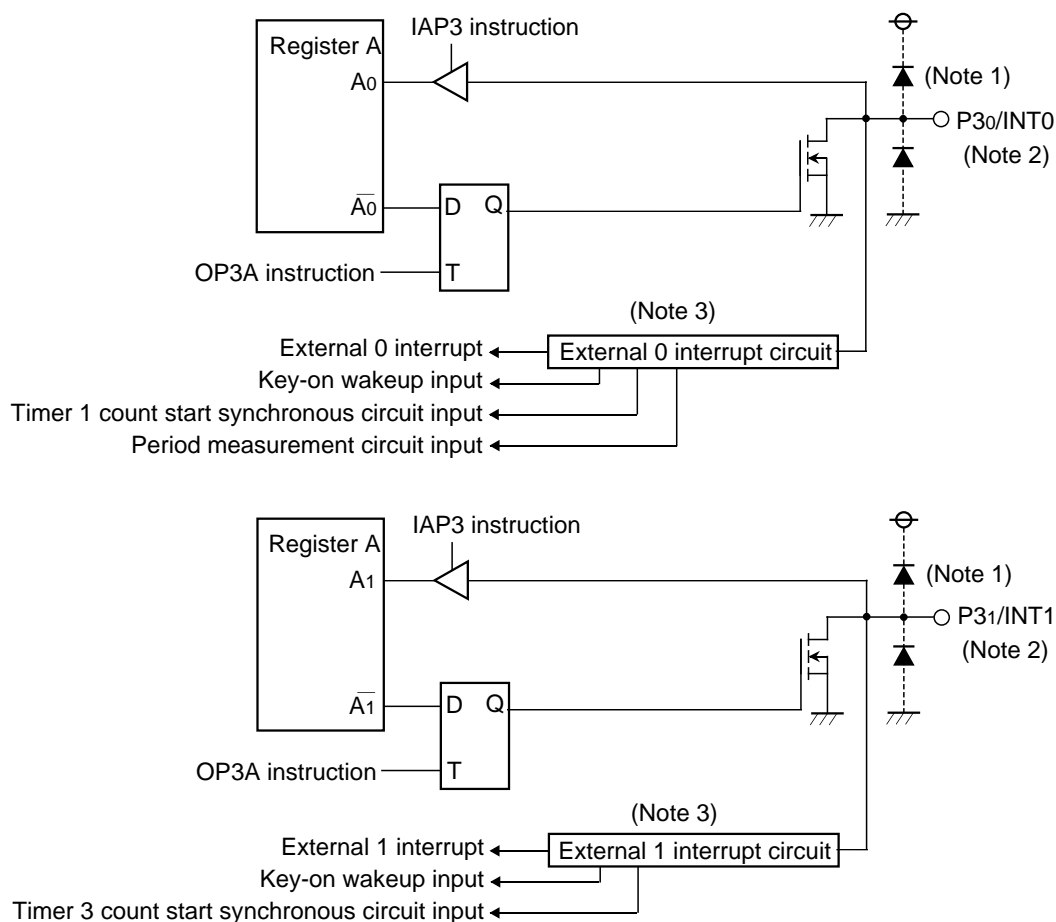 IAP3 instruction
Register A
A0
(Note 1)
P30/INT0
(Note 2)
A̅0̅
D
Q
OP3A instruction
T
(Note 3)
External 0 interrupt
External 0 interrupt circuit
Key-on wakeup input
Timer 1 count start synchronous circuit input
Period measurement circuit input
IAP3 instruction
Register A
A1
(Note 1)
P31/INT1
(Note 2)
A̅1̅
D
Q
OP3A instruction
T
(Note 3)
External 1 interrupt
External 1 interrupt circuit
Key-on wakeup input
Timer 3 count start synchronous circuit input